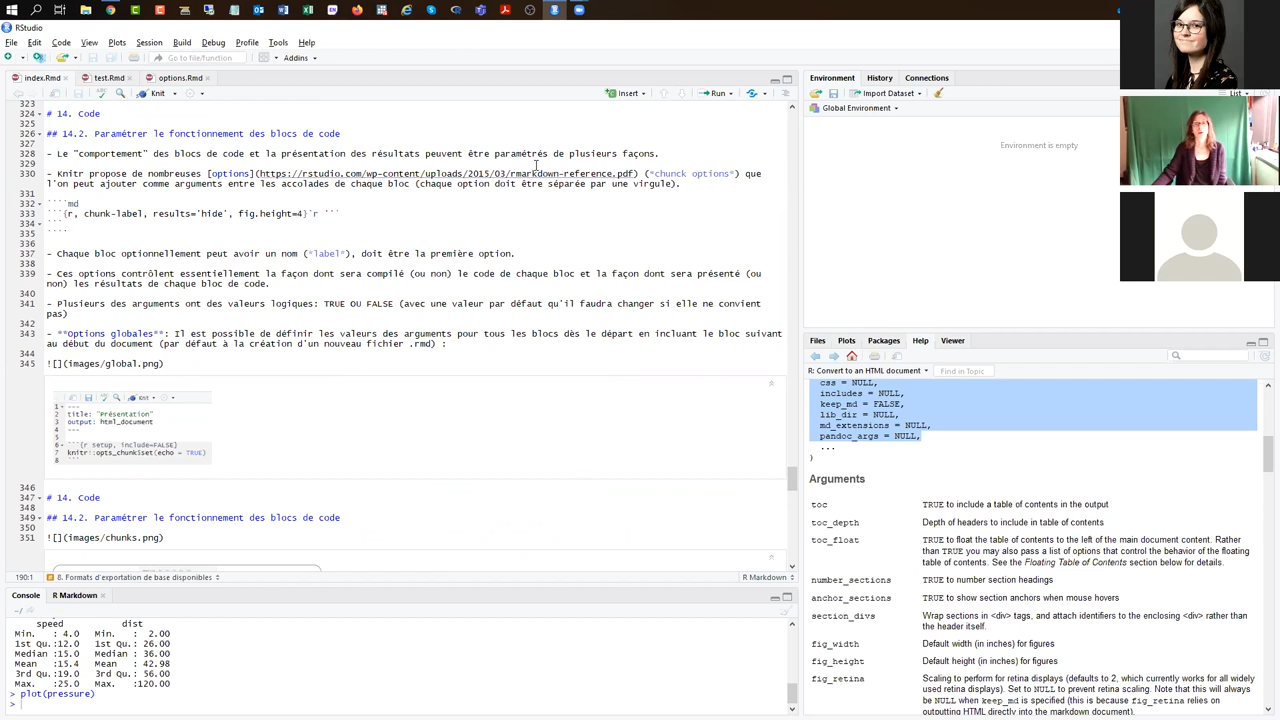 RStudio
File Edit Code View Plots Session Build Debug Profile Tools Help
Go to file/function Addins
index.Rmd test.Rmd options.Rmd
Knit Insert Run
323
324 # 14. Code
325
326 ## 14.2. Paramétrer le fonctionnement des blocs de code
327
328 - Le "comportement" des blocs de code et la présentation des résultats peuvent être paramétrés de plusieurs façons.
329
330 - Knitr propose de nombreuses [options](https://rstudio.com/wp-content/uploads/2015/03/rmarkdown-reference.pdf) (*chunck options*) que
l'on peut ajouter comme arguments entre les accolades de chaque bloc (chaque option doit être séparée par une virgule).
331
332 ````md
333 ```{r, chunk-label, results='hide', fig.height=4}`r '''
334 ```
335 ````
336
337 - Chaque bloc optionnellement peut avoir un nom (*label*), doit être la première option.
338
339 - Ces options contrôlent essentiellement la façon dont sera compilé (ou non) le code de chaque bloc et la façon dont sera présenté (ou
non) les résultats de chaque bloc de code.
340
341 - Plusieurs des arguments ont des valeurs logiques: TRUE OU FALSE (avec une valeur par défaut qu'il faudra changer si elle ne convient
pas)
342
343 - **Options globales**: Il est possible de définir les valeurs des arguments pour tous les blocs dès le départ en incluant le bloc suivant
au début du document (par défaut à la création d'un nouveau fichier .rmd) :
344
345 ![](images/global.png)
Knit
1 ---
2 title: "Présentation"
3 output: html_document
4 ---
5
6 ```{r setup, include=FALSE}
7 knitr::opts_chunk$set(echo = TRUE)
8 ```
346
347 # 14. Code
348
349 ## 14.2. Paramétrer le fonctionnement des blocs de code
350
351 ![](images/chunks.png)
190:1 8. Formats d'exportation de base disponibles R Markdown
Console R Markdown
~/
speed dist
Min. : 4.0 Min. : 2.00
1st Qu.:12.0 1st Qu.: 26.00
Median :15.0 Median : 36.00
Mean :15.4 Mean : 42.98
3rd Qu.:19.0 3rd Qu.: 56.00
Max. :25.0 Max. :120.00
> plot(pressure)
>
Environment History Connections
Import Dataset List
Global Environment
Environment is empty
Files Plots Packages Help Viewer
R: Convert to an HTML document Find in Topic
css = NULL,
includes = NULL,
keep_md = FALSE,
lib_dir = NULL,
md_extensions = NULL,
pandoc_args = NULL,
...
)
Arguments
toc TRUE to include a table of contents in the output
toc_depth Depth of headers to include in table of contents
toc_float TRUE to float the table of contents to the left of the main document content. Rather
than TRUE you may also pass a list of options that control the behavior of the floating
table of contents. See the Floating Table of Contents section below for details.
number_sections TRUE to number section headings
anchor_sections TRUE to show section anchors when mouse hovers
section_divs Wrap sections in <div> tags, and attach identifiers to the enclosing <div> rather than
the header itself.
fig_width Default width (in inches) for figures
fig_height Default height (in inches) for figures
fig_retina Scaling to perform for retina displays (defaults to 2, which currently works for all widely
used retina displays). Set to NULL to prevent retina scaling. Note that this will always
be NULL when keep_md is specified (this is because fig_retina relies on
outputting HTML directly into the markdown document).